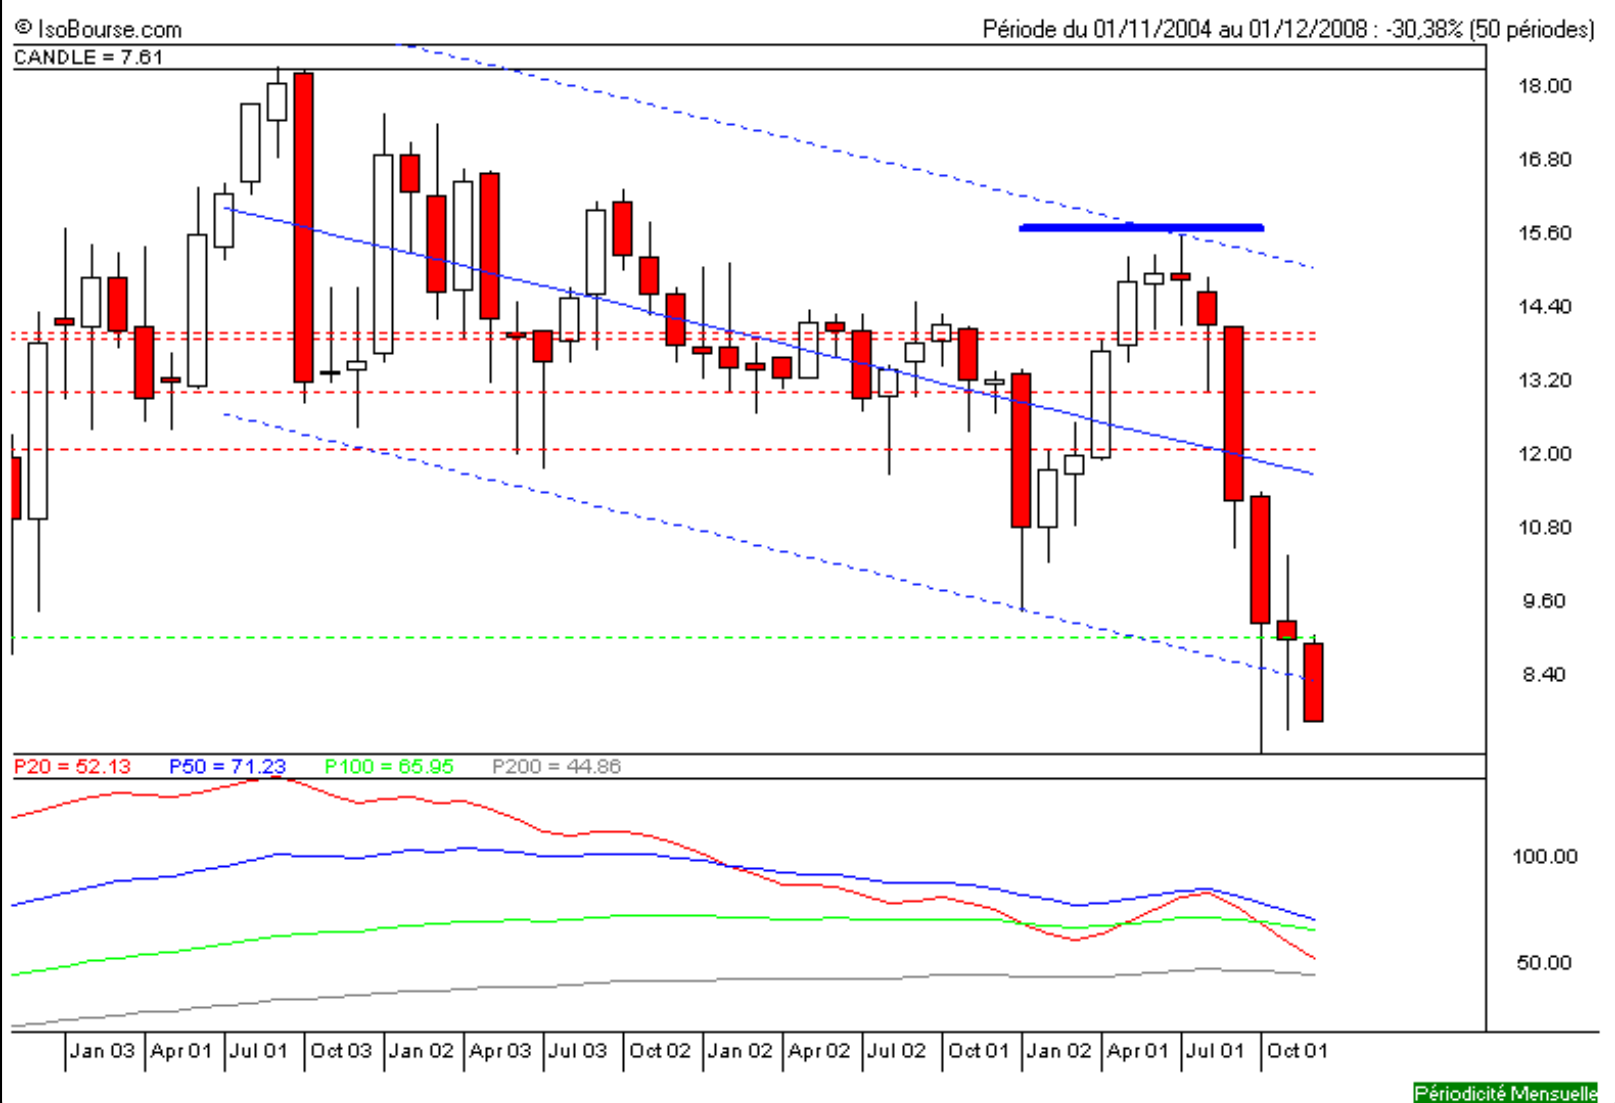 © IsoBourse.com
Période du 01/11/2004 au 01/12/2008 : -30,38% (50 périodes)
CANDLE = 7.61
18.00
16.80
15.60
14.40
13.20
12.00
10.80
9.60
8.40
P20 = 52.13 P50 = 71.23 P100 = 65.95 P200 = 44.86
100.00
50.00
Jan 03 Apr 01 Jul 01 Oct 03 Jan 02 Apr 03 Jul 03 Oct 02 Jan 02 Apr 02 Jul 02 Oct 01 Jan 02 Apr 01 Jul 01 Oct 01
Périodicité Mensuelle